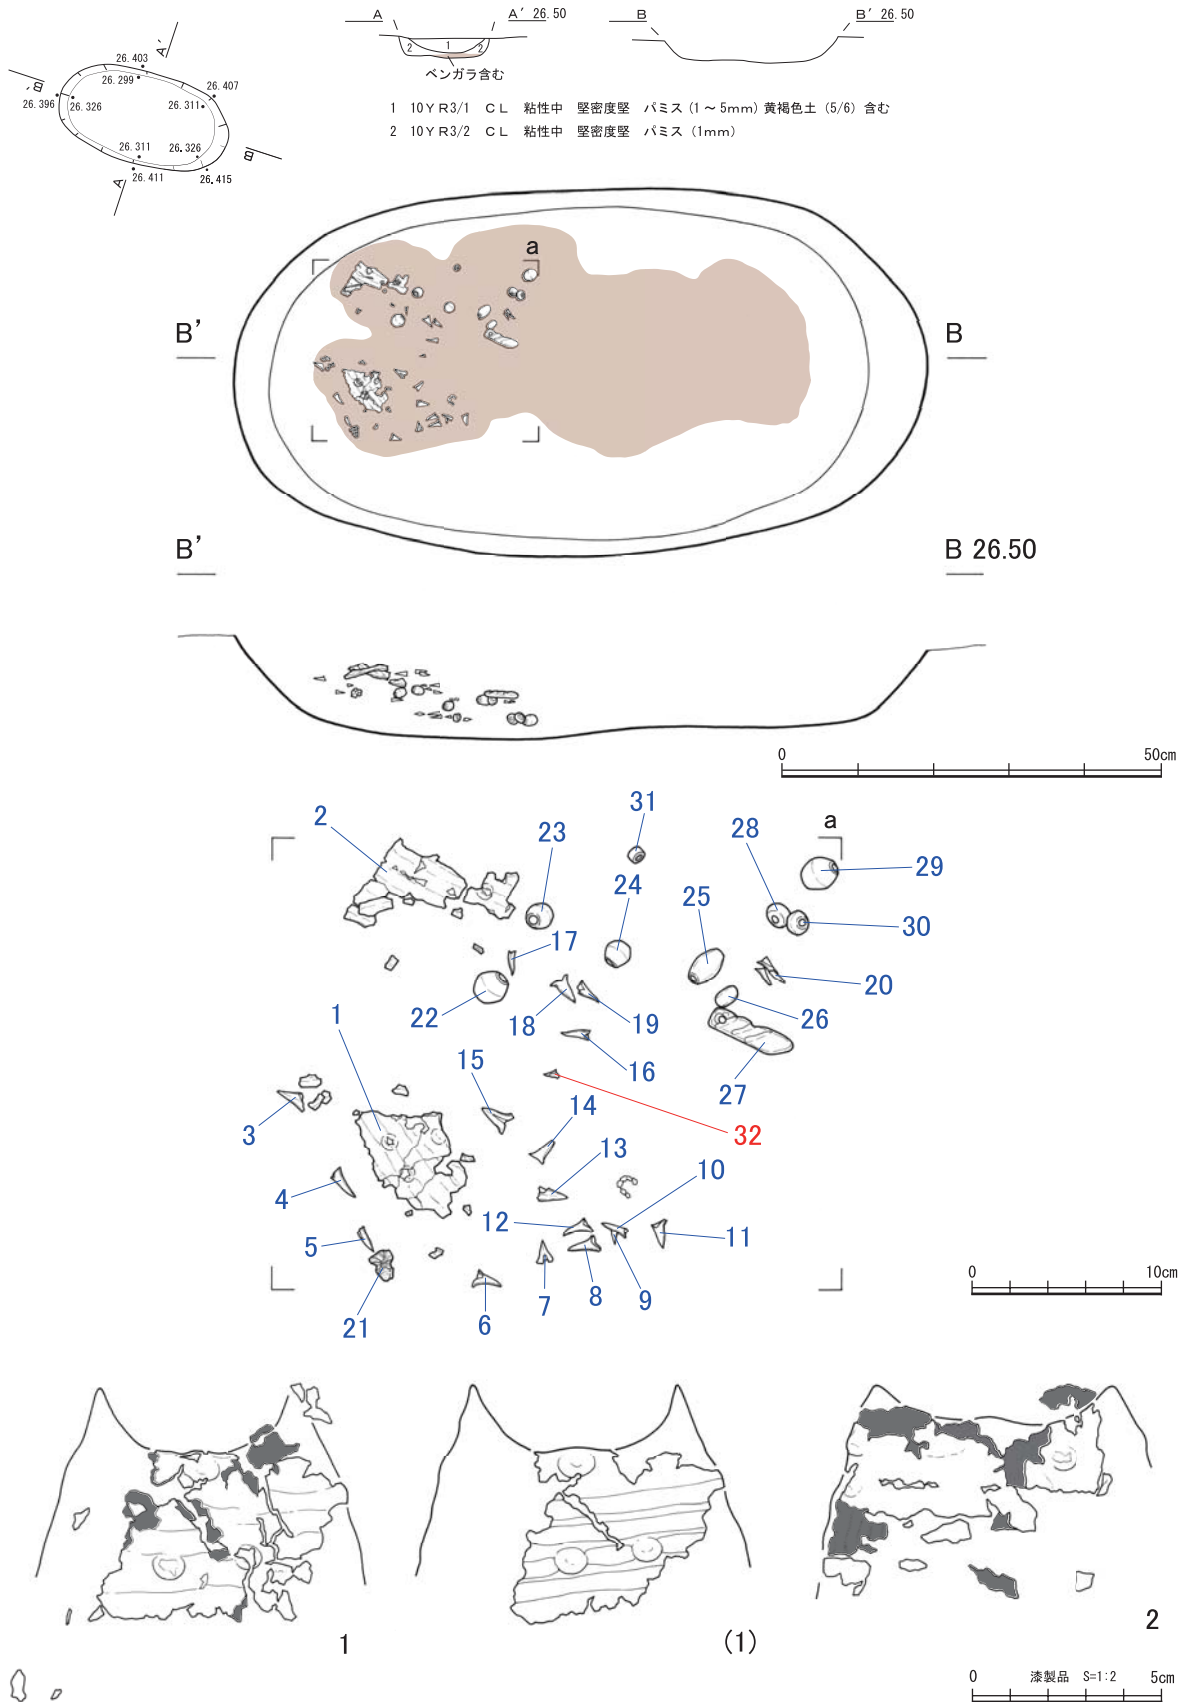 A A' 26.50 B B' 26.50
1 2 2
ベンガラ含む
A'
26.403
26.299
B'
26.407
26.396 26.326
26.311
26.311 26.326
B
A 26.411 26.415
1 10YR3/1 CL 粘性中 堅密度堅 パミス(1~5mm)黄褐色土(5/6)含む
2 10YR3/2 CL 粘性中 堅密度堅 パミス(1mm)
a
B' B
B' B 26.50
0 50cm
31
2 23 28 a
29
24 25
30
17
20
1 22 18 19 26
16
15 27
14 32
3
13 10
4
12 11
5
7 8 9
21 6
0 10cm
1 (1) 2
0 漆製品 S=1:2 5cm